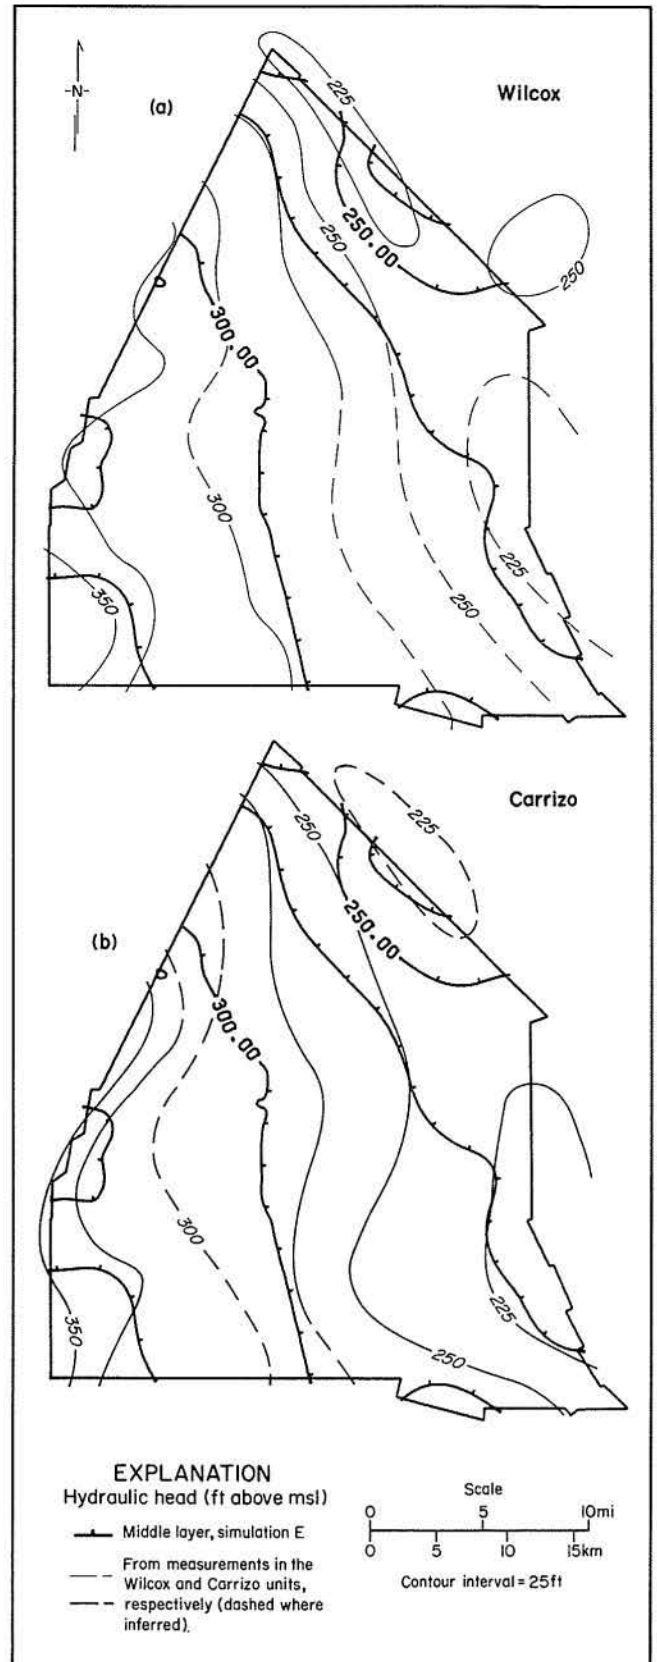 -N-
(a)
Wilcox
225
250
250.00
250
300.00
300
350
250
225
Carrizo
(b)
250
225
250.00
300.00
300
350
250
225
EXPLANATION
Hydraulic head (ft above msl)
Middle layer, simulation E
From measurements in the
Wilcox and Carrizo units,
respectively (dashed where
inferred).
Scale
0 5 10mi
0 5 10 15km
Contour interval = 25ft